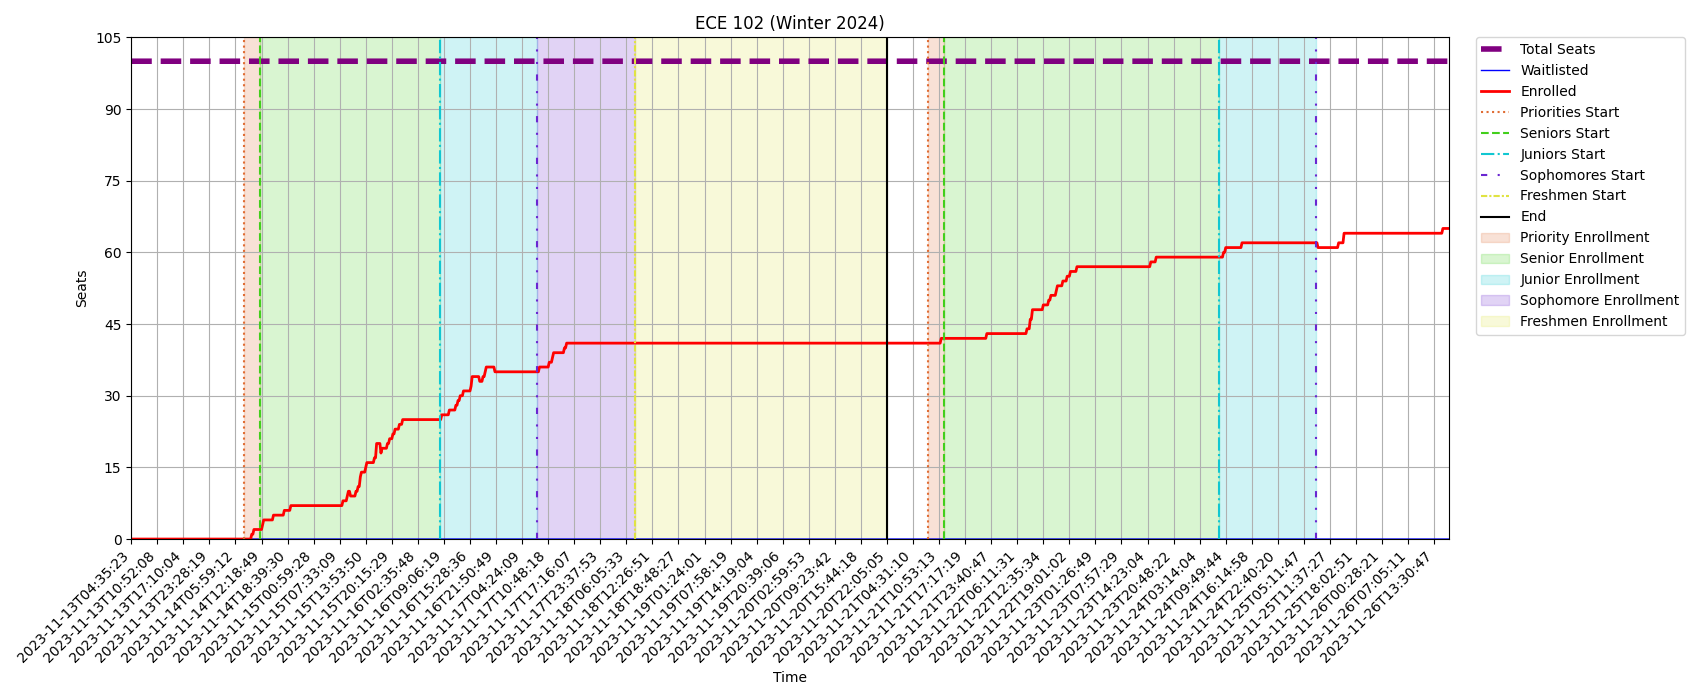 ECE 102 (Winter 2024)
Seats
105
90
75
60
45
30
15
0
2023-11-13T04:35:23
2023-11-13T10:52:08
2023-11-13T17:10:04
2023-11-13T23:28:19
2023-11-14T05:59:12
2023-11-14T12:18:49
2023-11-14T18:39:30
2023-11-15T00:59:28
2023-11-15T07:33:09
2023-11-15T13:53:50
2023-11-15T20:15:29
2023-11-16T02:35:48
2023-11-16T09:06:19
2023-11-16T15:28:36
2023-11-16T21:50:49
2023-11-17T04:24:09
2023-11-17T10:48:18
2023-11-17T17:16:07
2023-11-17T23:37:53
2023-11-18T06:05:33
2023-11-18T12:26:51
2023-11-18T18:48:27
2023-11-19T01:24:01
2023-11-19T07:58:19
2023-11-19T14:19:04
2023-11-19T20:39:06
2023-11-20T02:59:53
2023-11-20T09:23:42
2023-11-20T15:44:18
2023-11-20T22:05:05
2023-11-21T04:31:10
2023-11-21T10:53:13
2023-11-21T17:17:19
2023-11-21T23:40:47
2023-11-22T06:11:31
2023-11-22T12:35:34
2023-11-22T19:01:02
2023-11-23T01:26:49
2023-11-23T07:57:29
2023-11-23T14:23:04
2023-11-23T20:48:22
2023-11-24T03:14:04
2023-11-24T09:49:44
2023-11-24T16:14:58
2023-11-24T22:40:20
2023-11-25T05:11:47
2023-11-25T11:37:27
2023-11-25T18:02:51
2023-11-26T00:28:21
2023-11-26T07:05:11
2023-11-26T13:30:47
Time
Total Seats
Waitlisted
Enrolled
Priorities Start
Seniors Start
Juniors Start
Sophomores Start
Freshmen Start
End
Priority Enrollment
Senior Enrollment
Junior Enrollment
Sophomore Enrollment
Freshmen Enrollment